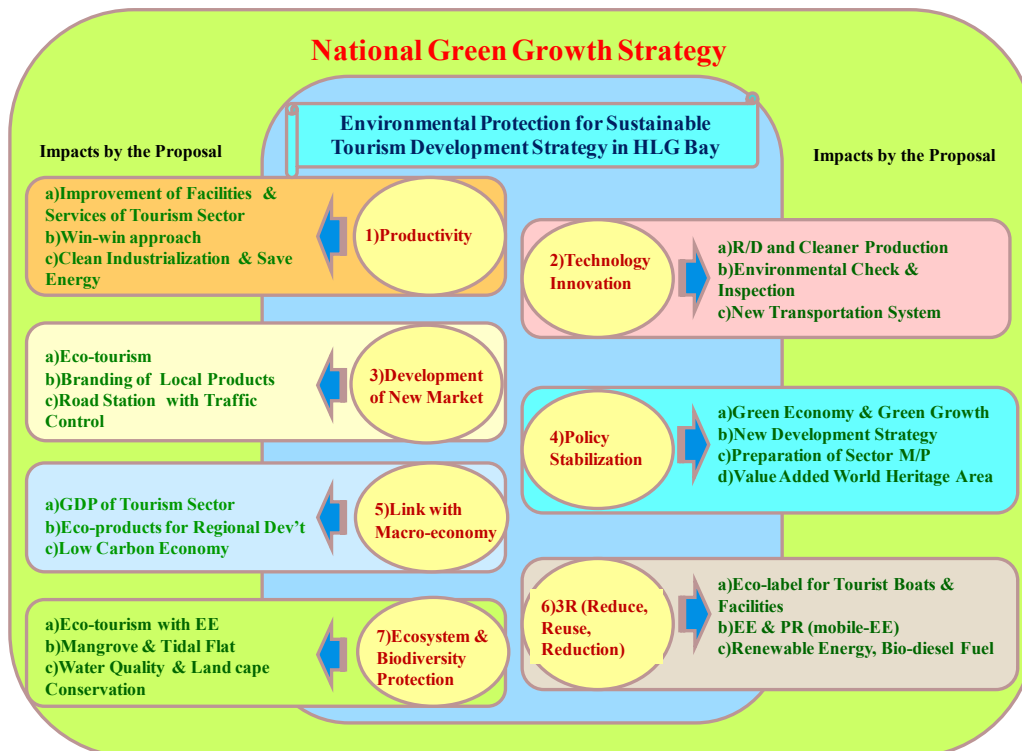 National Green Growth Strategy
Environmental Protection for Sustainable
Tourism Development Strategy in HLG Bay
Impacts by the Proposal
Impacts by the Proposal
a)Improvement of Facilities &
Services of Tourism Sector
b)Win-win approach
c)Clean Industrialization & Save
Energy
1)Productivity
2)Technology
Innovation
a)R/D and Cleaner Production
b)Environmental Check &
Inspection
c)New Transportation System
a)Eco-tourism
b)Branding of Local Products
c)Road Station with Traffic
Control
3)Development
of New Market
4)Policy
Stabilization
a)Green Economy & Green Growth
b)New Development Strategy
c)Preparation of Sector M/P
d)Value Added World Heritage Area
a)GDP of Tourism Sector
b)Eco-products for Regional Dev't
c)Low Carbon Economy
5)Link with
Macro-economy
6)3R (Reduce,
Reuse,
Reduction)
a)Eco-label for Tourist Boats &
Facilities
b)EE & PR (mobile-EE)
c)Renewable Energy, Bio-diesel Fuel
a)Eco-tourism with EE
b)Mangrove & Tidal Flat
c)Water Quality & Land cape
Conservation
7)Ecosystem &
Biodiversity
Protection